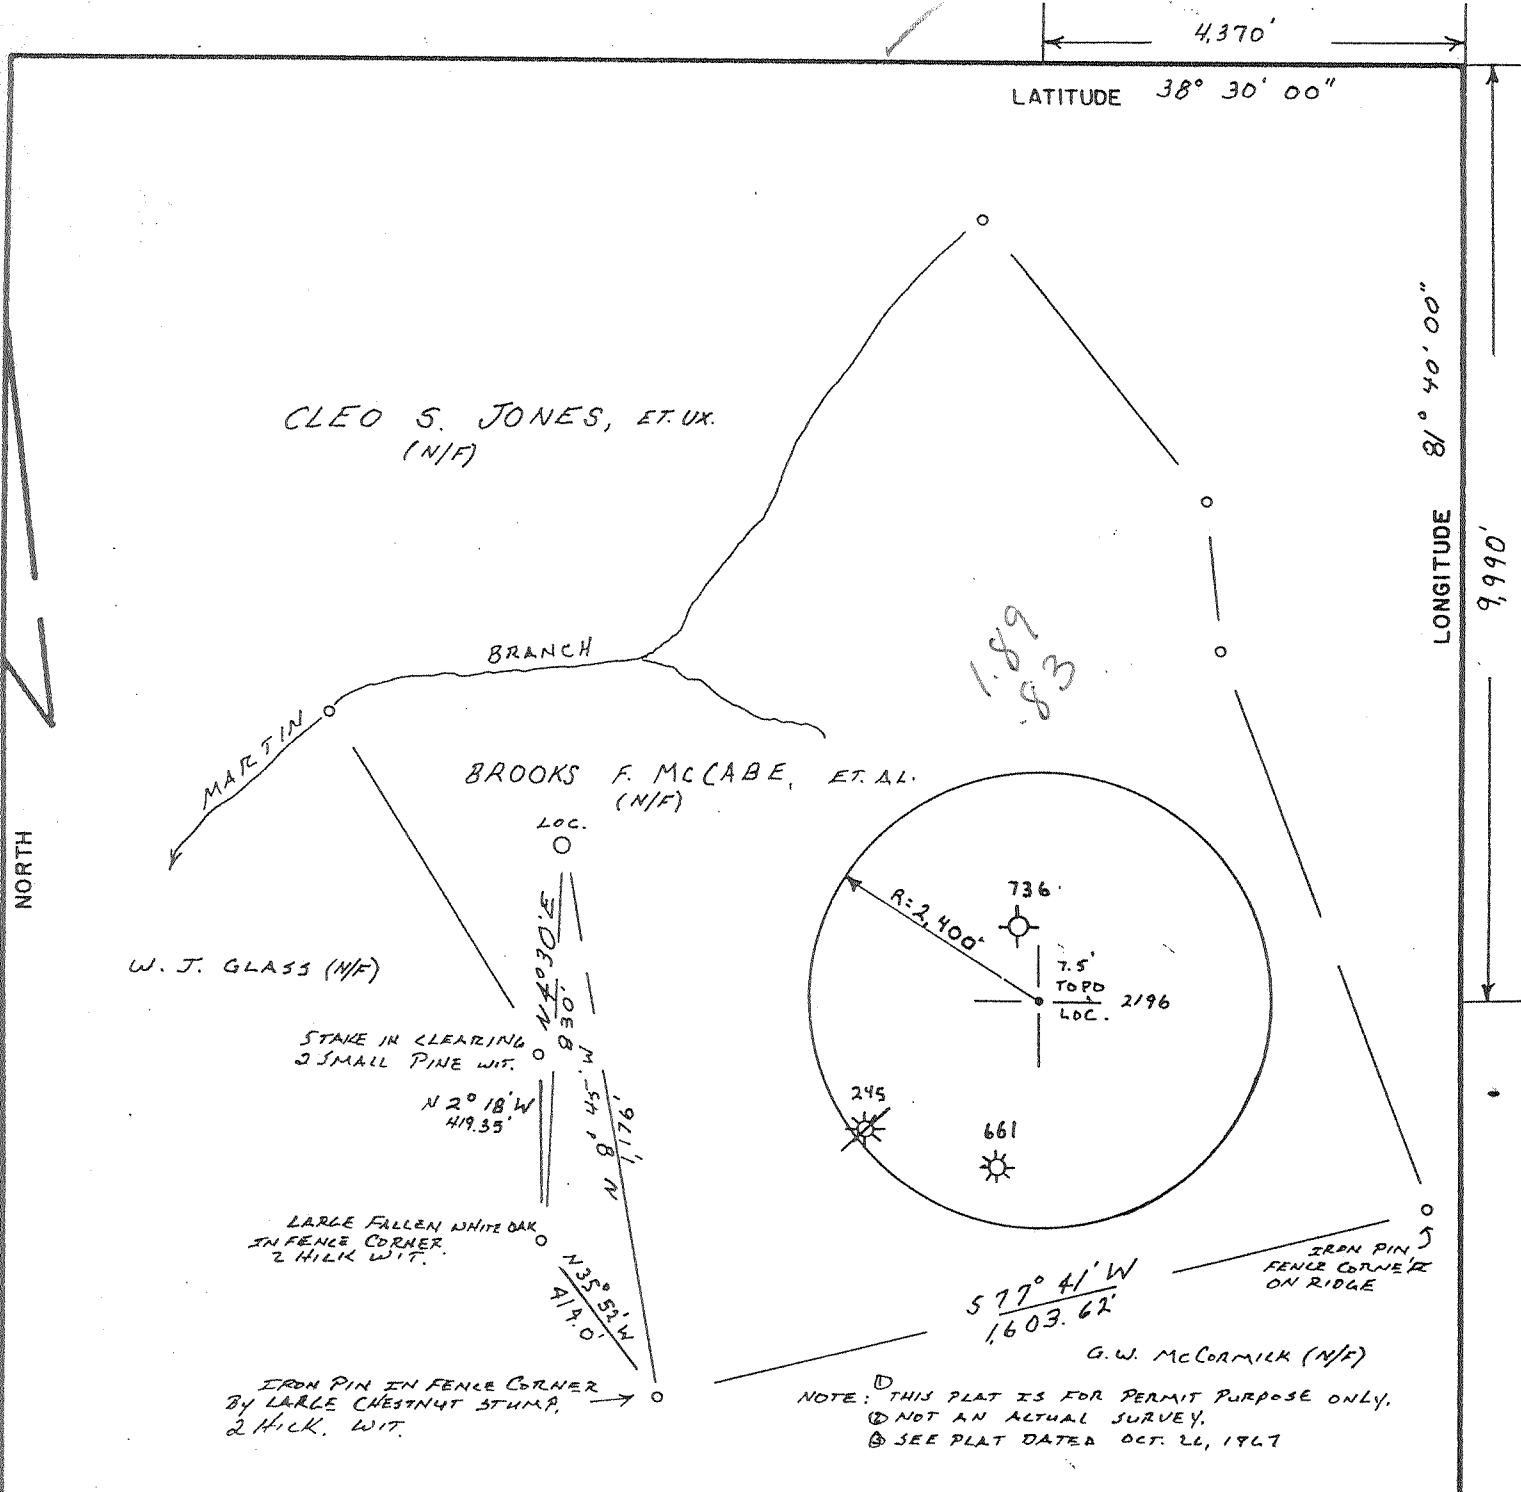 4,370'
LATITUDE 38° 30' 00"
LONGITUDE 81° 40' 00"
9,990'
CLEO S. JONES, ET. UX.
(N/F)
1.89
.83
BRANCH
MARTIN
BROOKS F. McCABE, ET. AL.
(N/F)
LOC.
NORTH
736
R=2,400'
7.5'
TOPO
LOC. 2196
N 4° 30' E
830.0'
W. J. GLASS (N/F)
STAKE IN CLEARING
2 SMALL PINE WIT.
N 2° 18' W
419.35'
N 8° 45' W
1,176'
245
661
LARGE FALLEN WHITE OAK
IN FENCE CORNER
2 HICK WIT.
N 35° 52' W
414.0'
IRON PIN
FENCE CORNER
ON RIDGE
S 77° 41' W
1,603.62'
G.W. McCORMICK (N/F)
IRON PIN IN FENCE CORNER
BY LARGE CHESTNUT STUMP.
2 HICK. WIT.
NOTE: ① THIS PLAT IS FOR PERMIT PURPOSE ONLY.
② NOT AN ACTUAL SURVEY.
③ SEE PLAT DATED OCT. 26, 1967